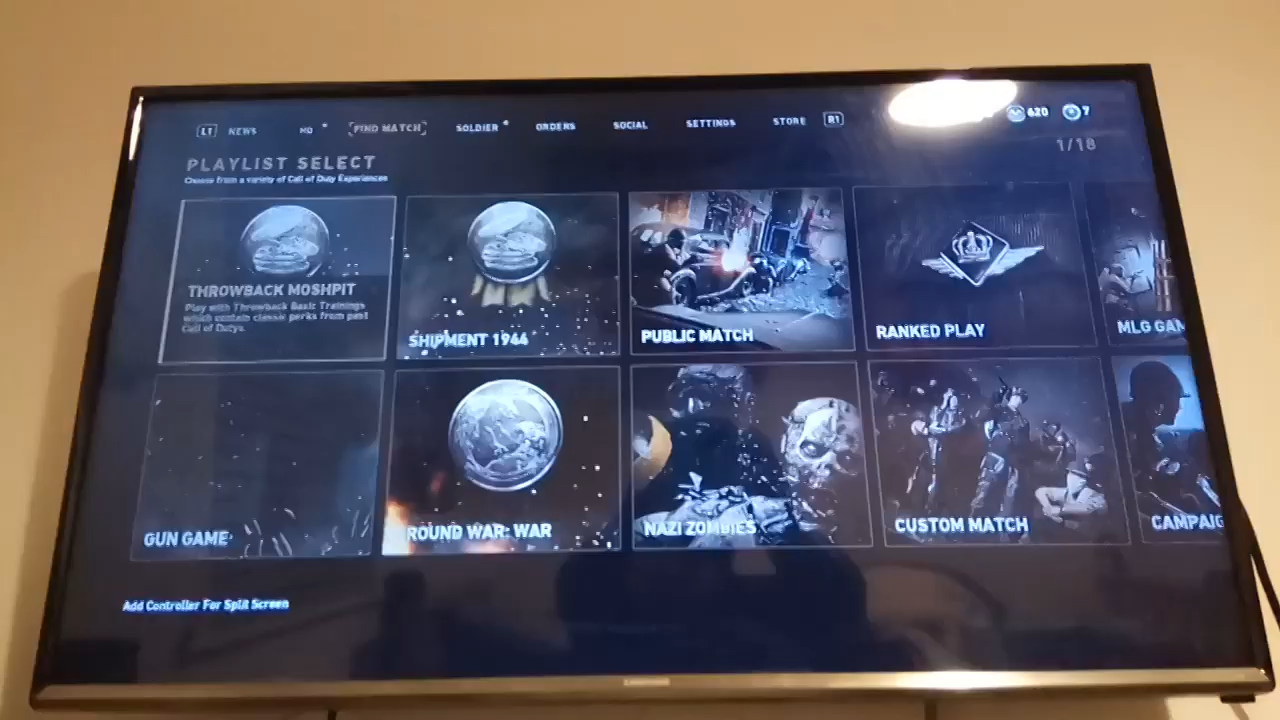 L1 NEWS HQ [FIND MATCH] SOLDIER ORDERS SOCIAL SETTINGS STORE R1 620 7
1/18
PLAYLIST SELECT
Choose from a variety of Call of Duty Experiences
THROWBACK MOSHPIT
Play with Throwback Basic Trainings
which contain classic perks from past
Call of Dutys.
SHIPMENT 1944
PUBLIC MATCH
RANKED PLAY
MLG GAM
GUN GAME
ROUND WAR: WAR
NAZI ZOMBIES
CUSTOM MATCH
CAMPAIG
Add Controller For Split Screen